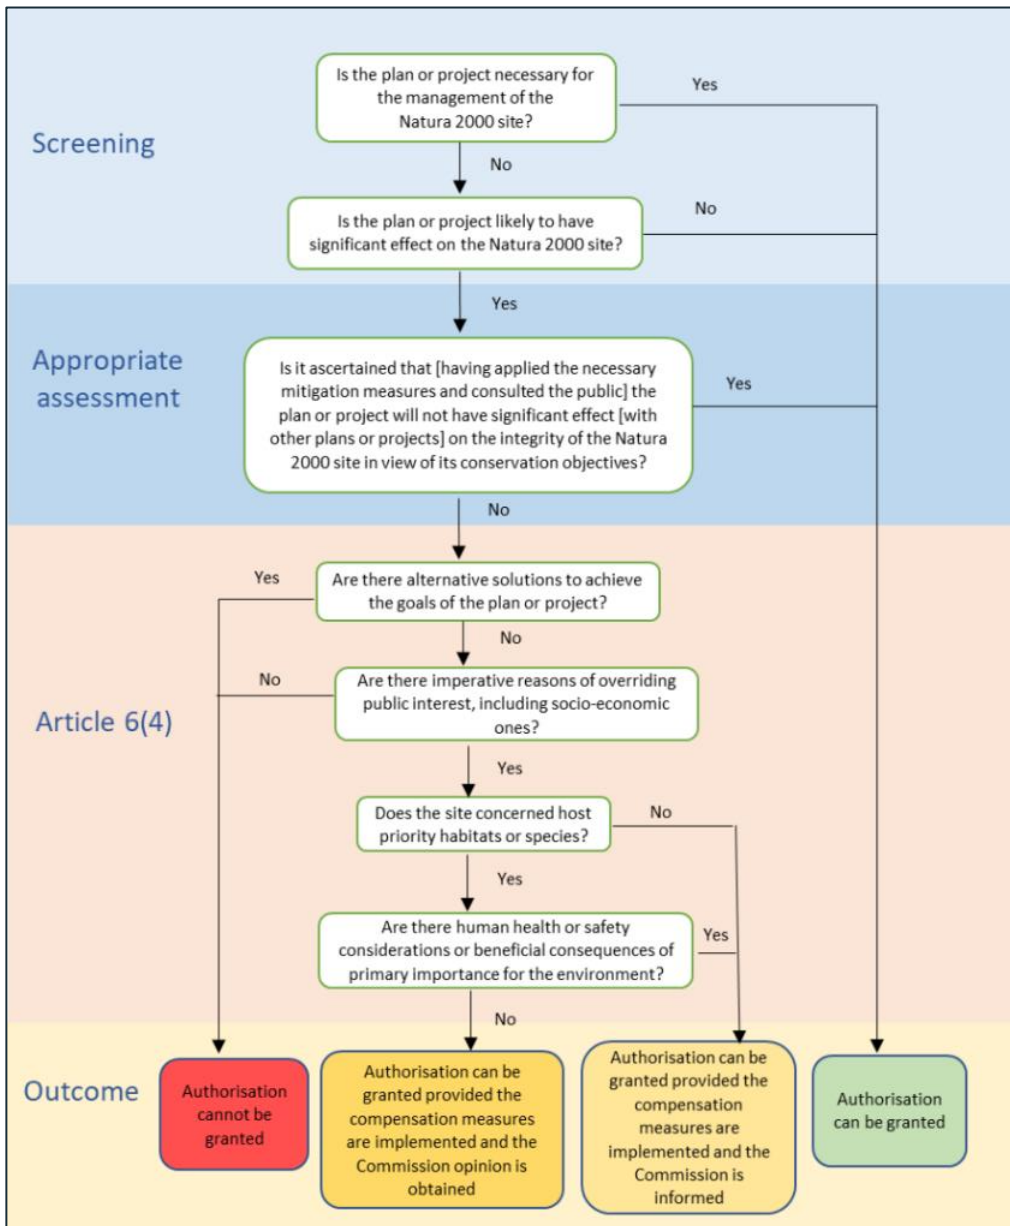 Is the plan or project necessary for
the management of the
Natura 2000 site?
Yes
Screening
No
Is the plan or project likely to have
significant effect on the Natura 2000 site?
No
Yes
Appropriate
assessment
Is it ascertained that [having applied the necessary
mitigation measures and consulted the public] the
plan or project will not have significant effect [with
other plans or projects] on the integrity of the Natura
2000 site in view of its conservation objectives?
Yes
No
Yes
Are there alternative solutions to achieve
the goals of the plan or project?
No
No
Are there imperative reasons of overriding
public interest, including socio-economic
ones?
Article 6(4)
Yes
Does the site concerned host
priority habitats or species?
No
Yes
Are there human health or safety
considerations or beneficial consequences of
primary importance for the environment?
Yes
No
Outcome
Authorisation
cannot be
granted
Authorisation can be
granted provided the
compensation measures
are implemented and the
Commission opinion is
obtained
Authorisation can be
granted provided the
compensation
measures are
implemented and the
Commission is
informed
Authorisation
can be granted